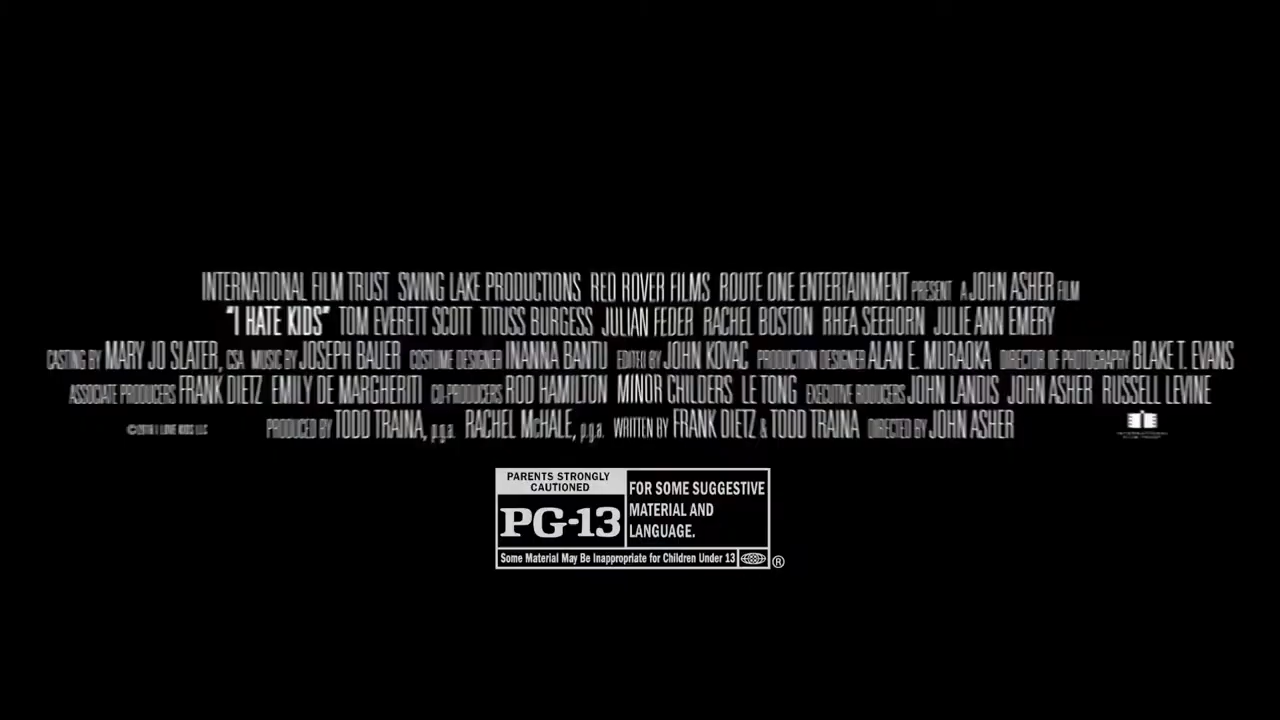 INTERNATIONAL FILM TRUST SWING LAKE PRODUCTIONS RED ROVER FILMS ROUTE ONE ENTERTAINMENT PRESENT A JOHN ASHER FILM
"I HATE KIDS" TOM EVERETT SCOTT TITUSS BURGESS JULIAN FEDER RACHEL BOSTON RHEA SEEHORN JULIE ANN EMERY
CASTING BY MARY JO SLATER, CSA MUSIC BY JOSEPH BAUER COSTUME DESIGNER INANNA BANTU EDITED BY JOHN KOVAC PRODUCTION DESIGNER ALAN E. MURAOKA DIRECTOR OF PHOTOGRAPHY BLAKE T. EVANS
ASSOCIATE PRODUCERS FRANK DIETZ EMILY DE MARGHERITI CO-PRODUCERS ROD HAMILTON MINOR CHILDERS LE TONG EXECUTIVE RODUCERS JOHN LANDIS JOHN ASHER RUSSELL LEVINE
PRODUCED BY TODD TRAINA, p.g.a. RACHEL McHALE, p.g.a. WRITTEN BY FRANK DIETZ & TODD TRAINA DIRECTED BY JOHN ASHER
KIDS LLC
PARENTS STRONGLY
CAUTIONED
PG-13
FOR SOME SUGGESTIVE
MATERIAL AND
LANGUAGE.
Some Material May Be Inappropriate for Children Under 13
®